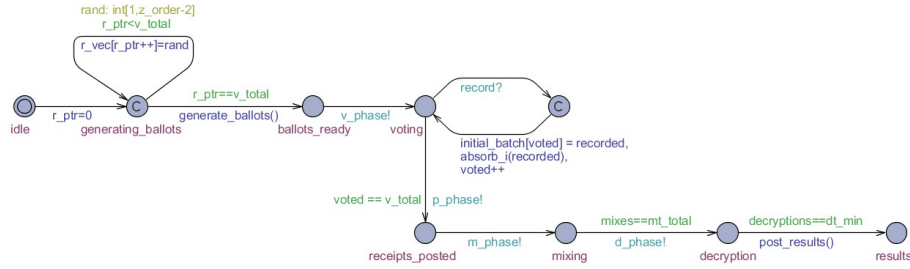 rand: int[1,z_order-2]
r_ptr<v_total
r_vec[r_ptr++]=rand
C
idle
r_ptr=0
generating_ballots
r_ptr==v_total
generate_ballots()
ballots_ready
v_phase!
voting
record?
C
initial_batch[voted] = recorded,
absorb_i(recorded),
voted++
voted == v_total
p_phase!
receipts_posted
m_phase!
mixing
mixes==mt_total
d_phase!
decryption
decryptions==dt_min
post_results()
results